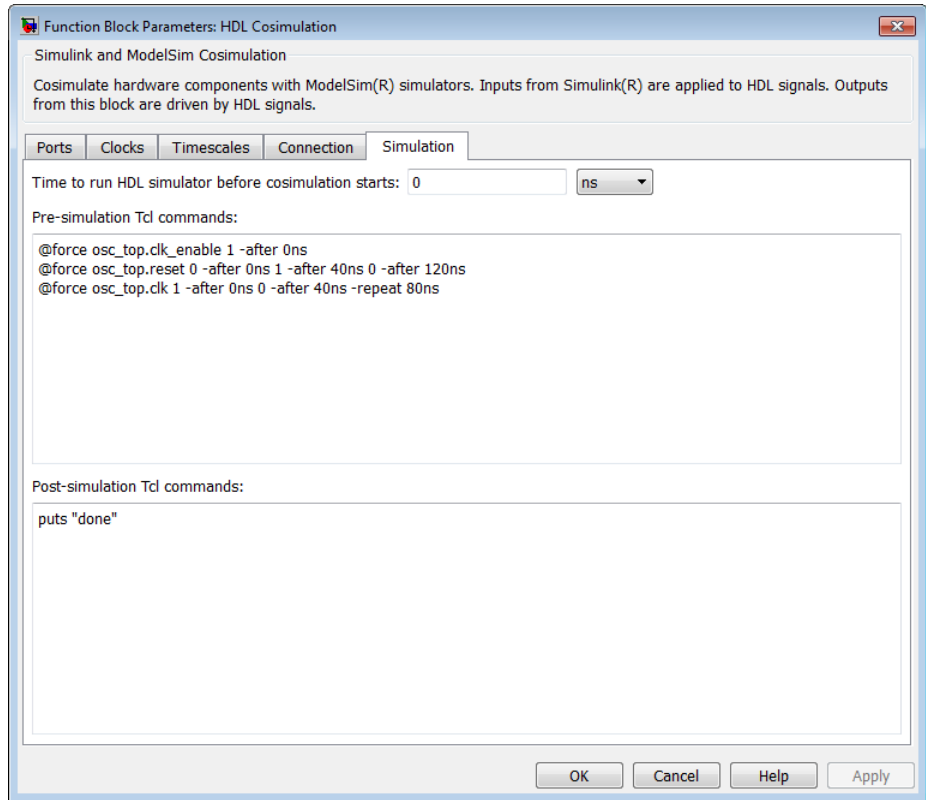 Function Block Parameters: HDL Cosimulation
Simulink and ModelSim Cosimulation
Cosimulate hardware components with ModelSim(R) simulators. Inputs from Simulink(R) are applied to HDL signals. Outputs
from this block are driven by HDL signals.
Ports Clocks Timescales Connection Simulation
Time to run HDL simulator before cosimulation starts: 0 ns
Pre-simulation Tcl commands:
@force osc_top.clk_enable 1 -after 0ns
@force osc_top.reset 0 -after 0ns 1 -after 40ns 0 -after 120ns
@force osc_top.clk 1 -after 0ns 0 -after 40ns -repeat 80ns
Post-simulation Tcl commands:
puts "done"
OK Cancel Help Apply